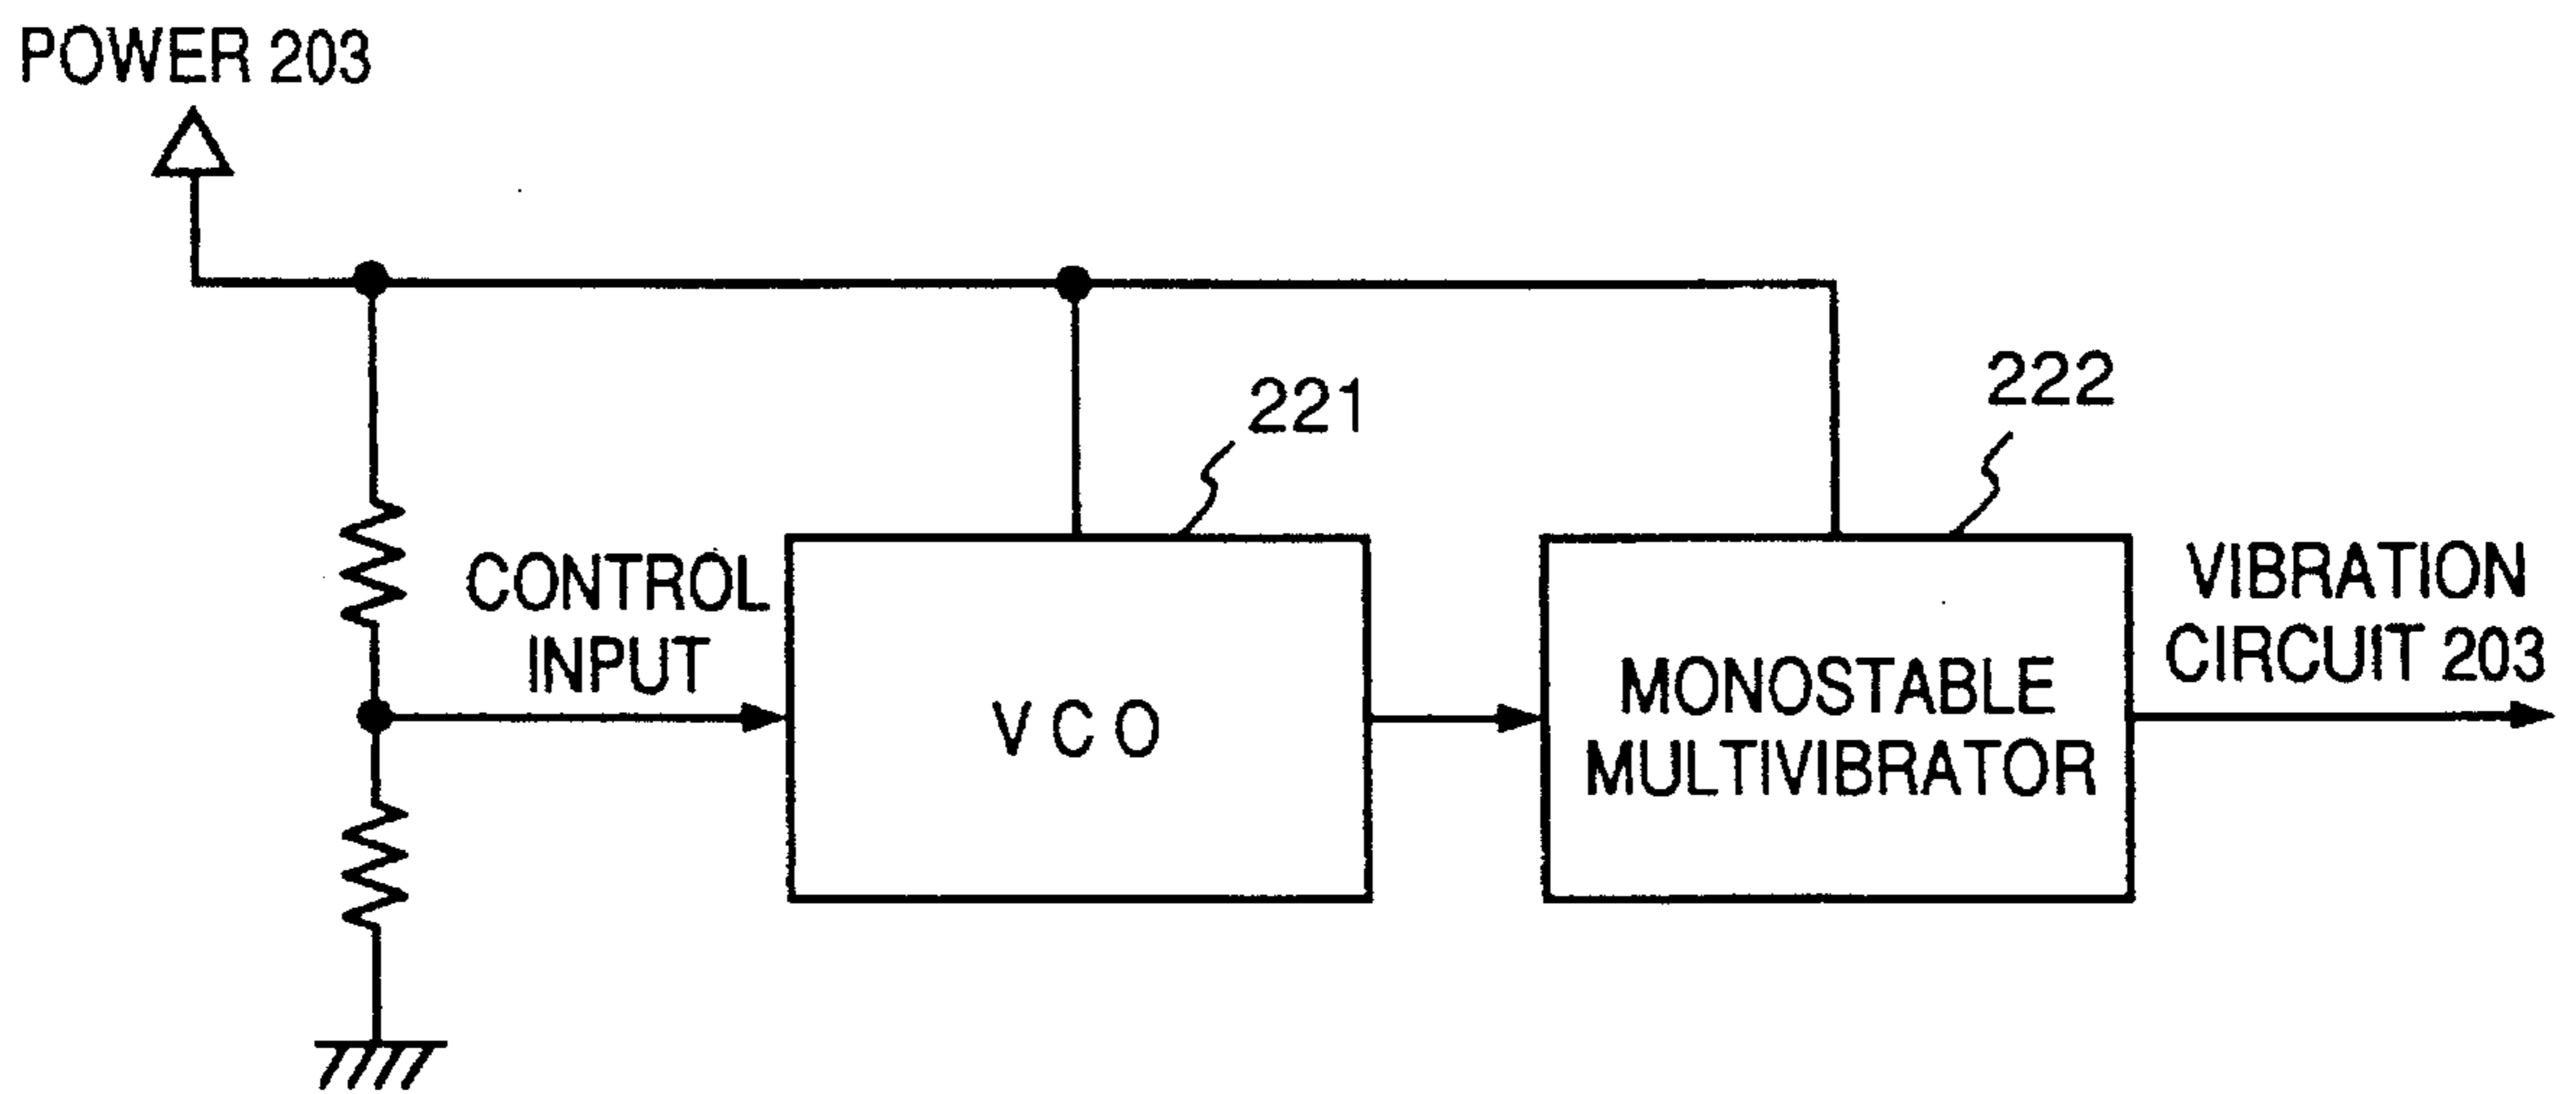 POWER 203
221
222
CONTROL
INPUT
VCO
MONOSTABLE
MULTIVIBRATOR
VIBRATION
CIRCUIT 203